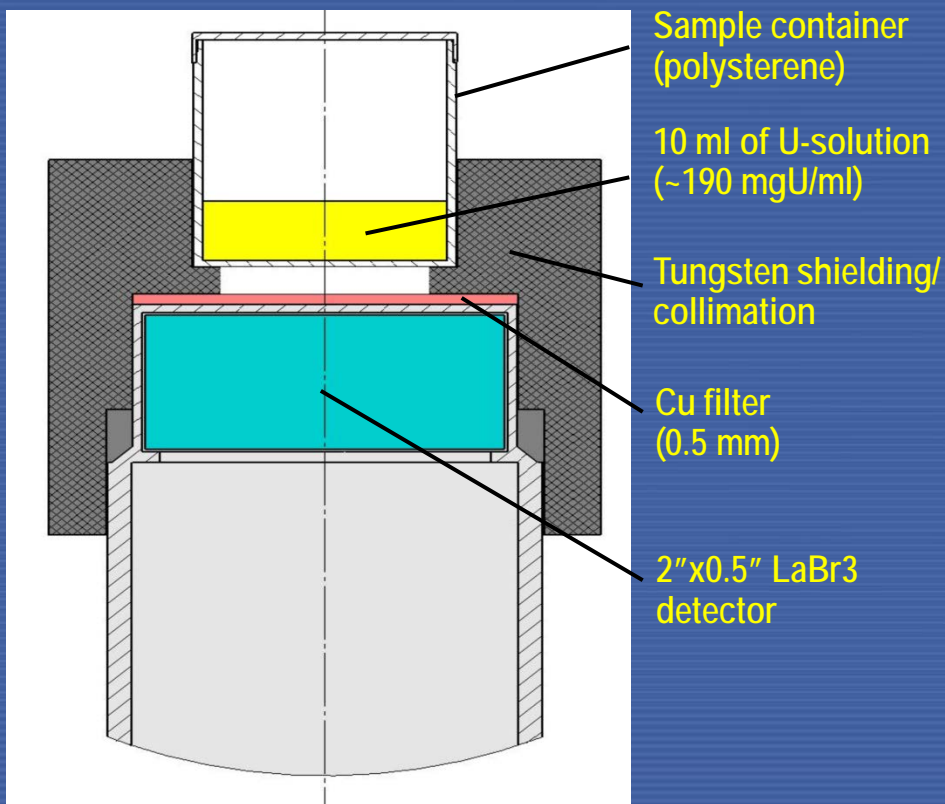 Sample container
(polysterene)
10 ml of U-solution
(~190 mgU/ml)
Tungsten shielding/
collimation
Cu filter
(0.5 mm)
2”x0.5” LaBr3
detector